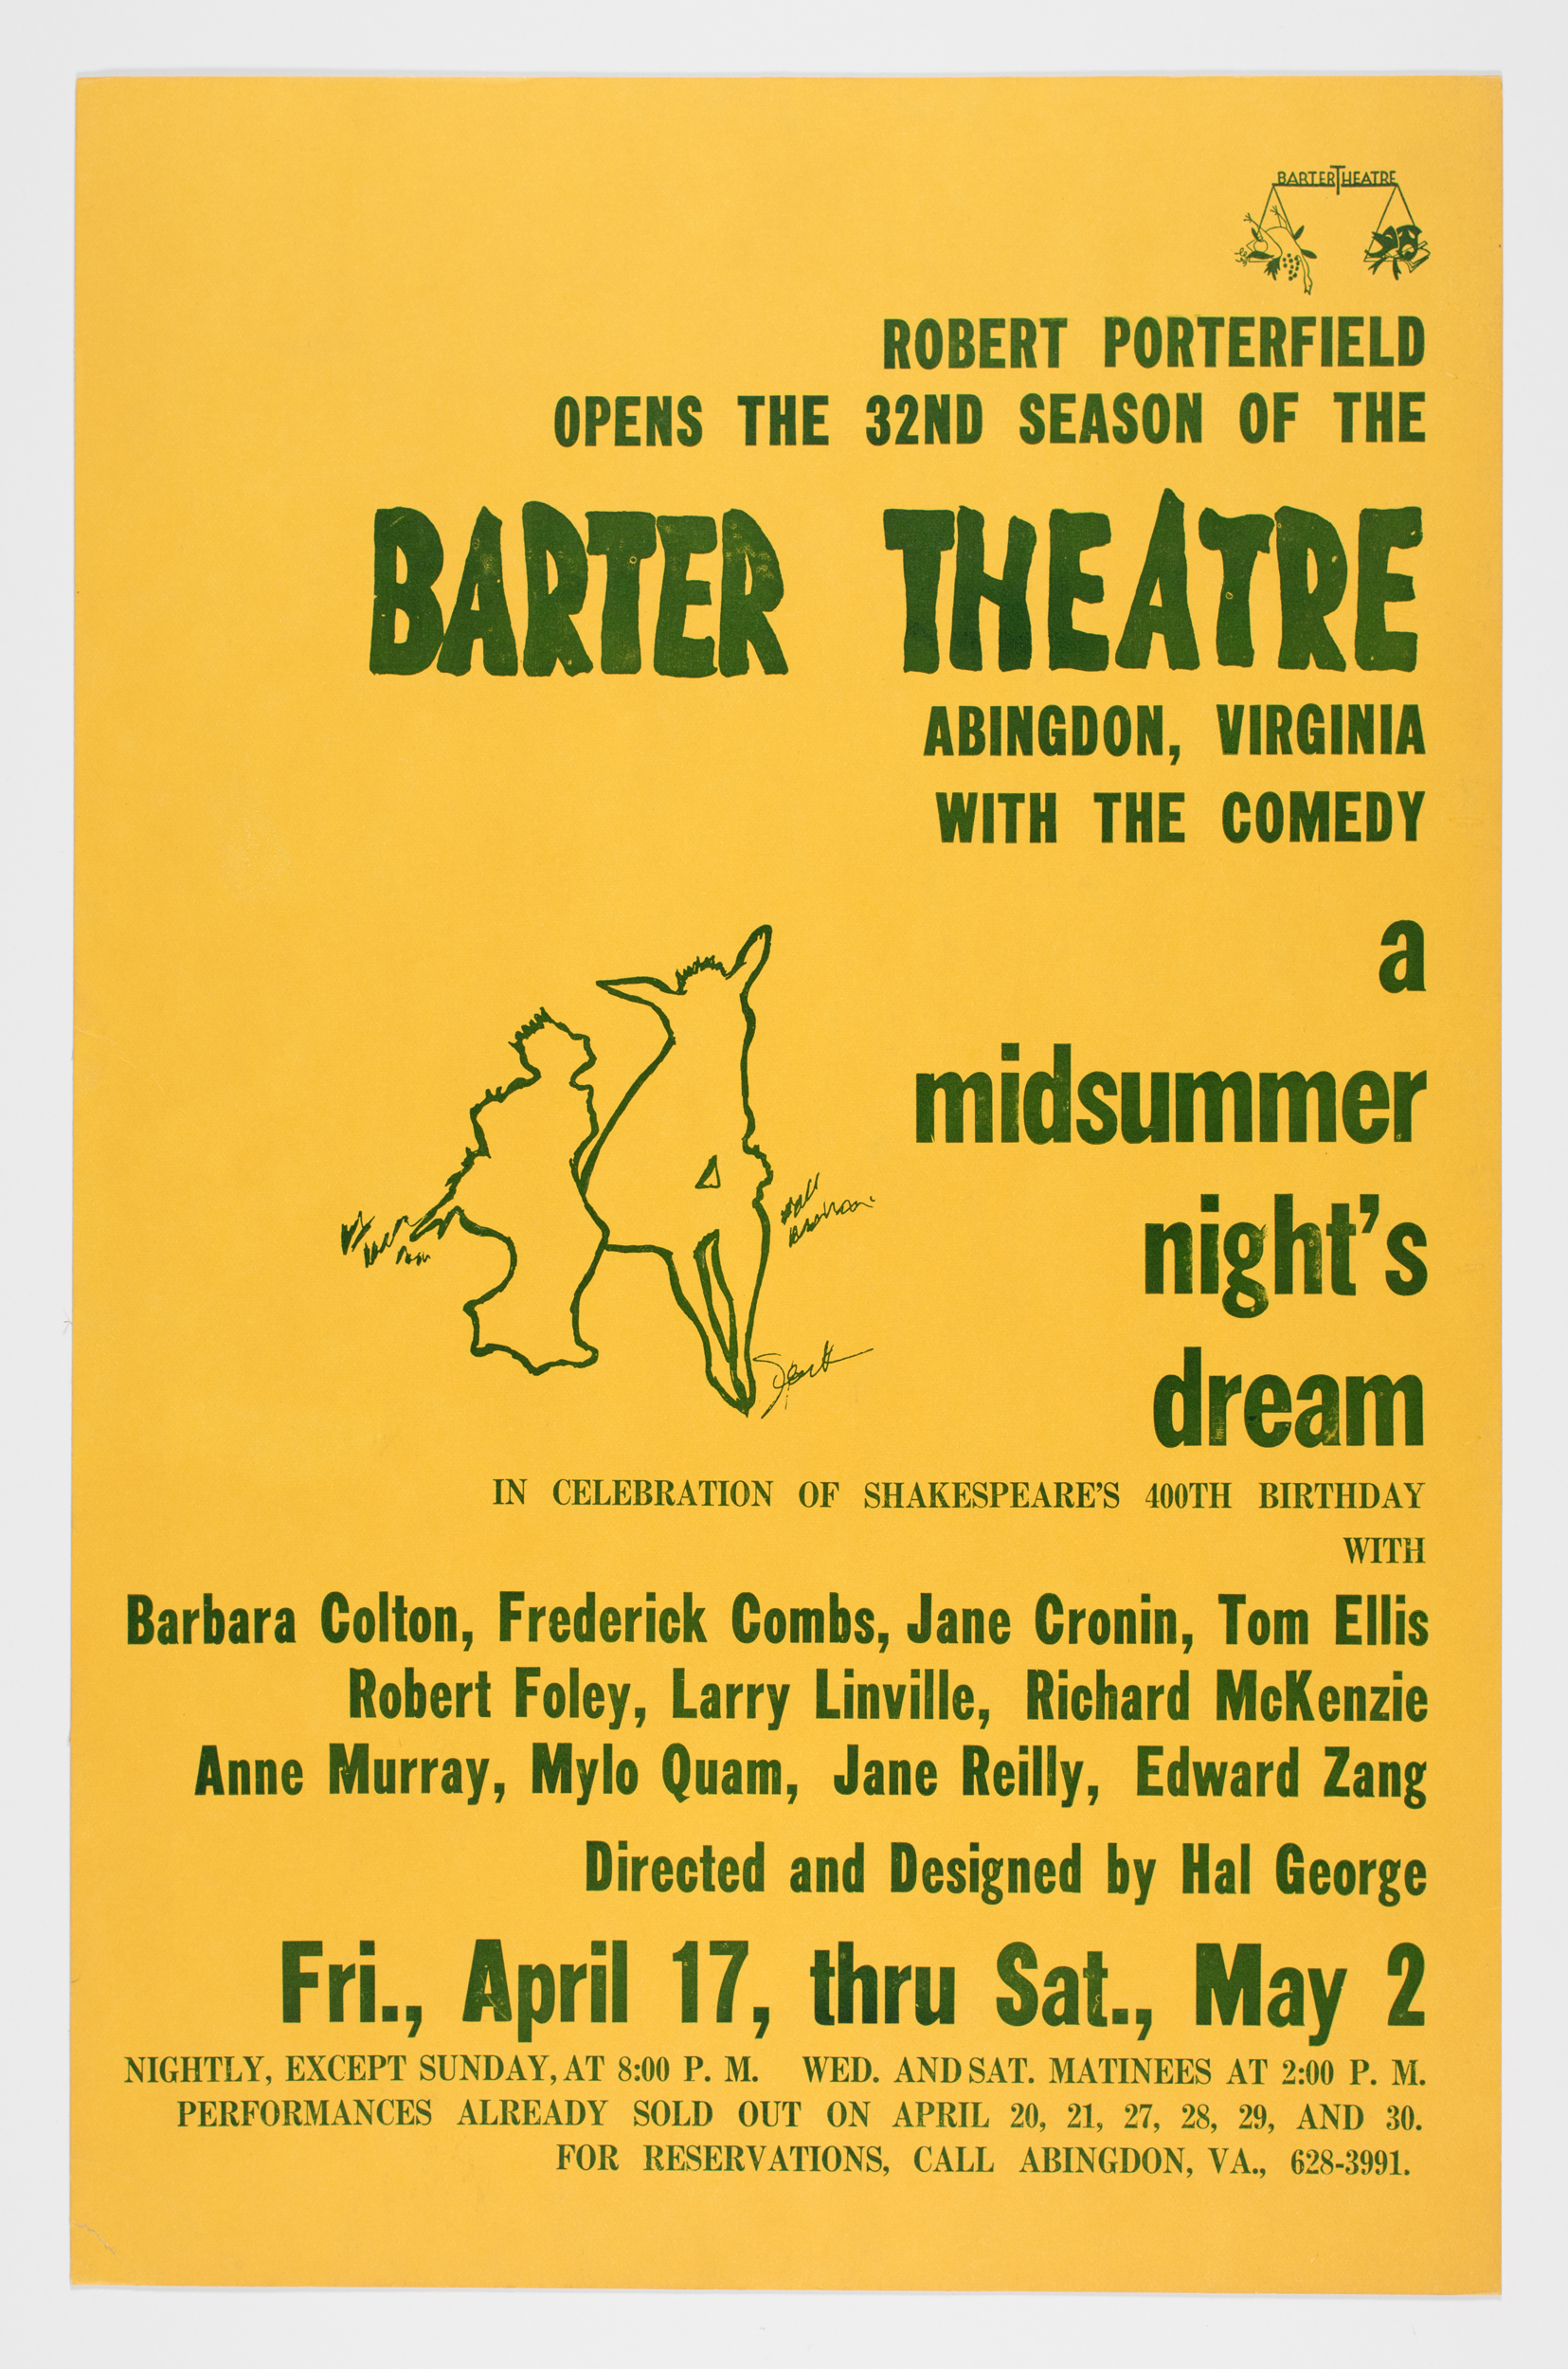 BARTER THEATRE
ROBERT PORTERFIELD
OPENS THE 32ND SEASON OF THE
BARTER THEATRE
ABINGDON, VIRGINIA
WITH THE COMEDY
a
midsummer
night's
dream
IN CELEBRATION OF SHAKESPEARE'S 400TH BIRTHDAY
WITH
Barbara Colton, Frederick Combs, Jane Cronin, Tom Ellis
Robert Foley, Larry Linville, Richard McKenzie
Anne Murray, Mylo Quam, Jane Reilly, Edward Zang
Directed and Designed by Hal George
Fri., April 17, thru Sat., May 2
NIGHTLY, EXCEPT SUNDAY, AT 8:00 P. M. WED. AND SAT. MATINEES AT 2:00 P. M.
PERFORMANCES ALREADY SOLD OUT ON APRIL 20, 21, 27, 28, 29, AND 30.
FOR RESERVATIONS, CALL ABINGDON, VA., 628-3991.